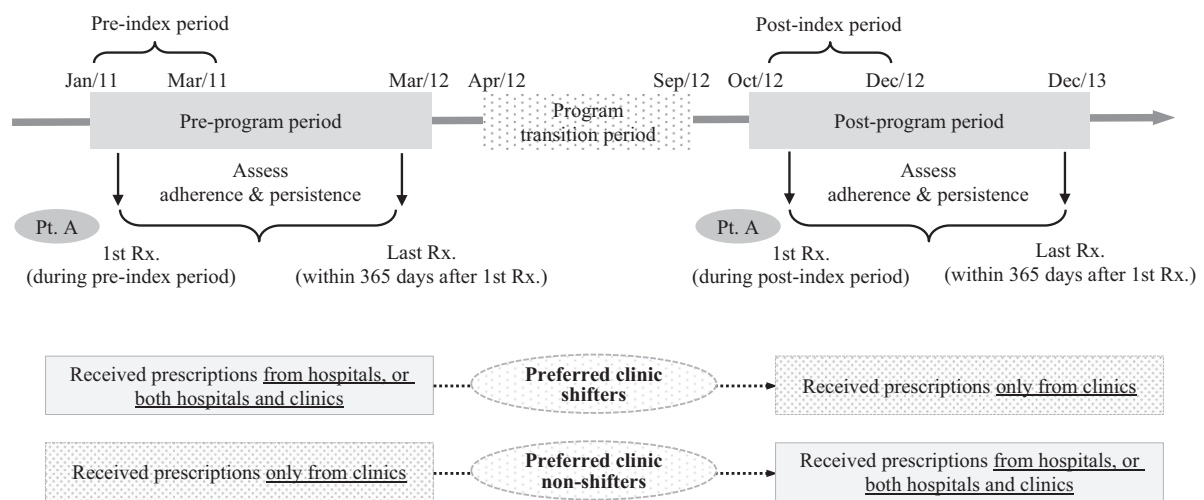 Pre-index period
Post-index period
Jan/11
Mar/11
Mar/12
Apr/12
Sep/12
Oct/12
Dec/12
Dec/13
Pre-program period
Program
transition period
Post-program period
Assess
adherence & persistence
Assess
adherence & persistence
Pt. A
1st Rx.
(during pre-index period)
Last Rx.
(within 365 days after 1st Rx.)
Pt. A
1st Rx.
(during post-index period)
Last Rx.
(within 365 days after 1st Rx.)
Received prescriptions from hospitals, or
both hospitals and clinics
Preferred clinic
shifters
Received prescriptions only from clinics
Received prescriptions only from clinics
Preferred clinic
non-shifters
Received prescriptions from hospitals, or
both hospitals and clinics